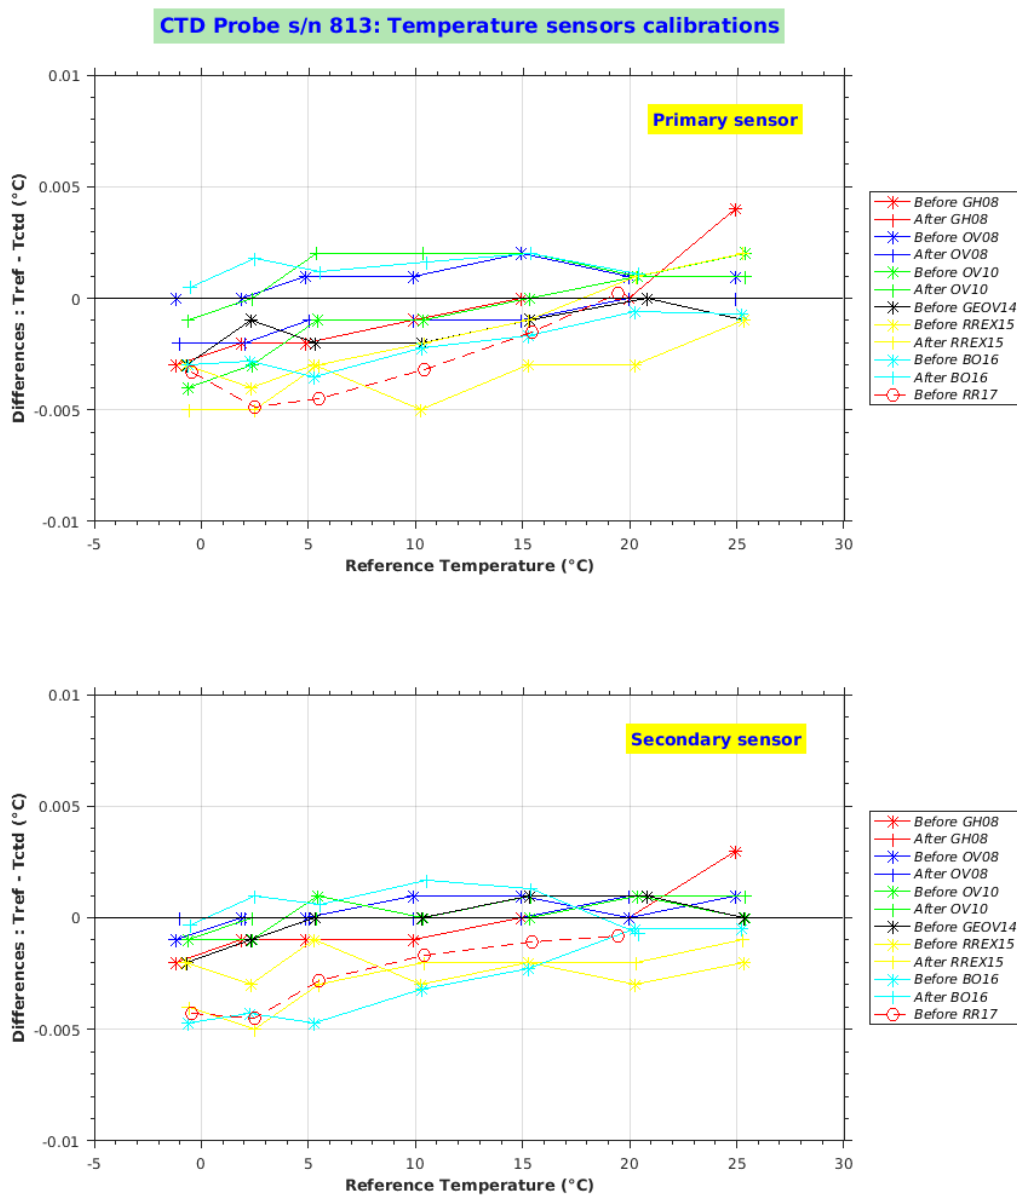 CTD Probe s/n 813: Temperature sensors calibrations
Primary sensor
Differences : Tref - Tctd (°C)
0.01
0.005
0
-0.005
-0.01
-5 0 5 10 15 20 25 30
Reference Temperature (°C)
Before GH08
After GH08
Before OV08
After OV08
Before OV10
After OV10
Before GEOV14
Before RREX15
After RREX15
Before BO16
After BO16
Before RR17
Secondary sensor
Differences : Tref - Tctd (°C)
0.01
0.005
0
-0.005
-0.01
-5 0 5 10 15 20 25 30
Reference Temperature (°C)
Before GH08
After GH08
Before OV08
After OV08
Before OV10
After OV10
Before GEOV14
Before RREX15
After RREX15
Before BO16
After BO16
Before RR17